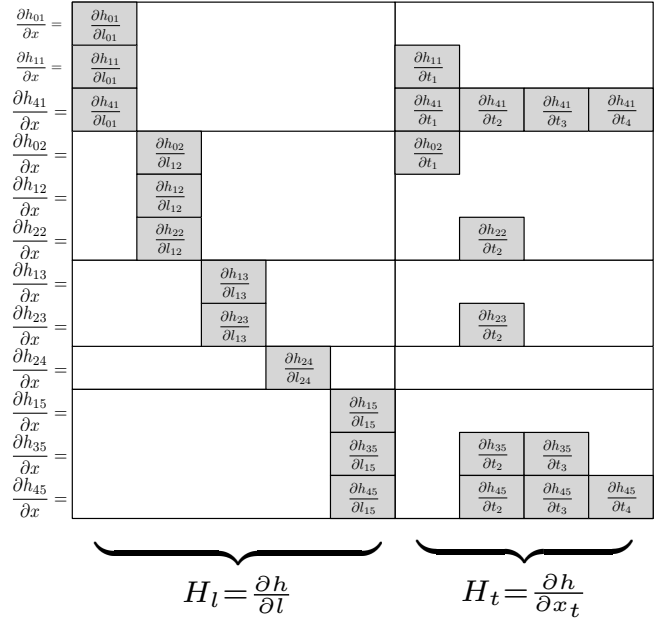 ∂h₀₁/∂x = ∂h₀₁/∂l₀₁
∂h₁₁/∂x = ∂h₁₁/∂l₀₁ ∂h₁₁/∂t₁
∂h₄₁/∂x = ∂h₄₁/∂l₀₁ ∂h₄₁/∂t₁ ∂h₄₁/∂t₂ ∂h₄₁/∂t₃ ∂h₄₁/∂t₄
∂h₀₂/∂x = ∂h₀₂/∂l₁₂ ∂h₀₂/∂t₁
∂h₁₂/∂x = ∂h₁₂/∂l₁₂
∂h₂₂/∂x = ∂h₂₂/∂l₁₂ ∂h₂₂/∂t₂
∂h₁₃/∂x = ∂h₁₃/∂l₁₃
∂h₂₃/∂x = ∂h₂₃/∂l₁₃ ∂h₂₃/∂t₂
∂h₂₄/∂x = ∂h₂₄/∂l₂₄
∂h₁₅/∂x = ∂h₁₅/∂l₁₅
∂h₃₅/∂x = ∂h₃₅/∂l₁₅ ∂h₃₅/∂t₂ ∂h₃₅/∂t₃
∂h₄₅/∂x = ∂h₄₅/∂l₁₅ ∂h₄₅/∂t₂ ∂h₄₅/∂t₃ ∂h₄₅/∂t₄
H_l = ∂h/∂l H_t = ∂h/∂x_t